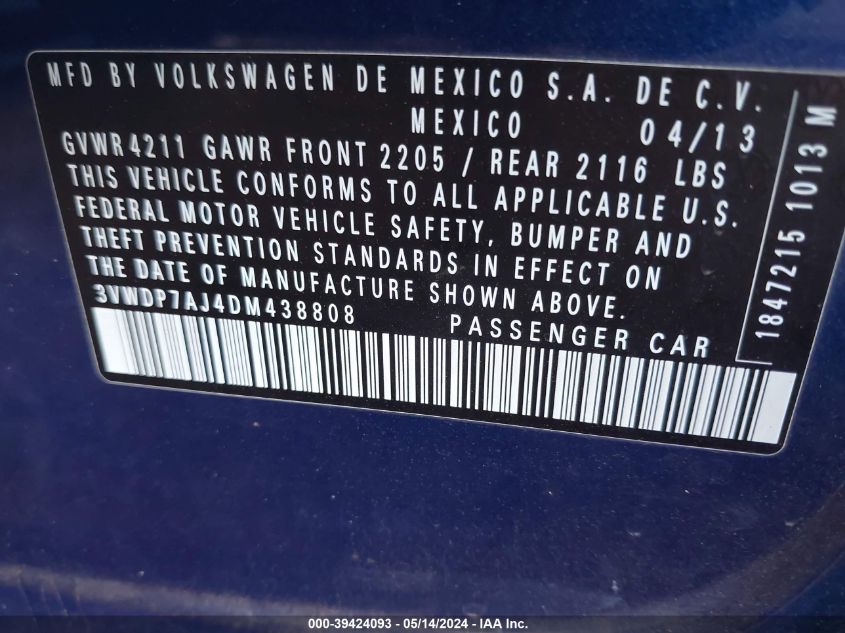 MFD BY VOLKSWAGEN DE MEXICO S.A. DE C.V.
MEXICO 04/13
GVWR4211 GAWR FRONT 2205 / REAR 2116 LBS
THIS VEHICLE CONFORMS TO ALL APPLICABLE U.S.
FEDERAL MOTOR VEHICLE SAFETY, BUMPER AND
THEFT PREVENTION STANDARDS IN EFFECT ON
THE DATE OF MANUFACTURE SHOWN ABOVE.
3VWDP7AJ4DM438808 PASSENGER CAR
1847215 1013 M
000-39424093 - 05/14/2024 - IAA Inc.